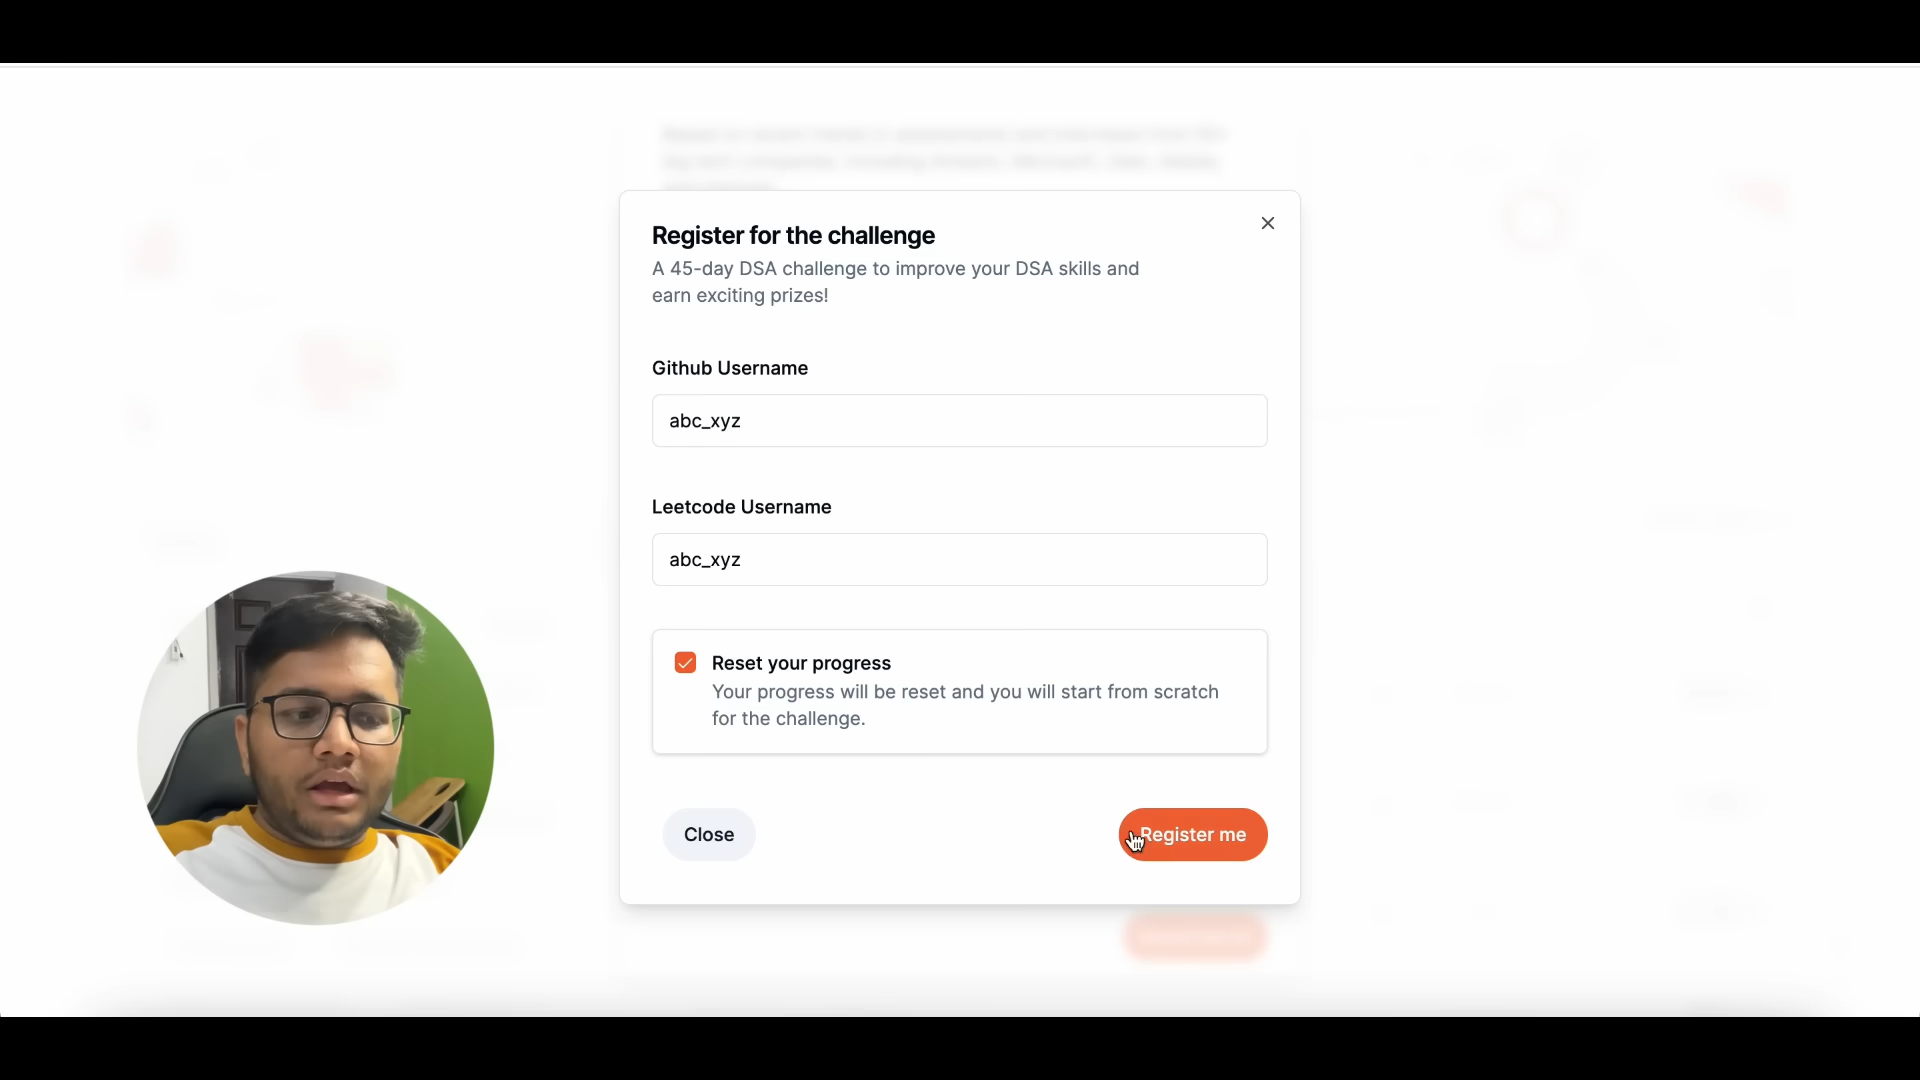 Register for the challenge
A 45-day DSA challenge to improve your DSA skills and
earn exciting prizes!
Github Username
abc_xyz
Leetcode Username
abc_xyz
Reset your progress
Your progress will be reset and you will start from scratch
for the challenge.
Close
Register me